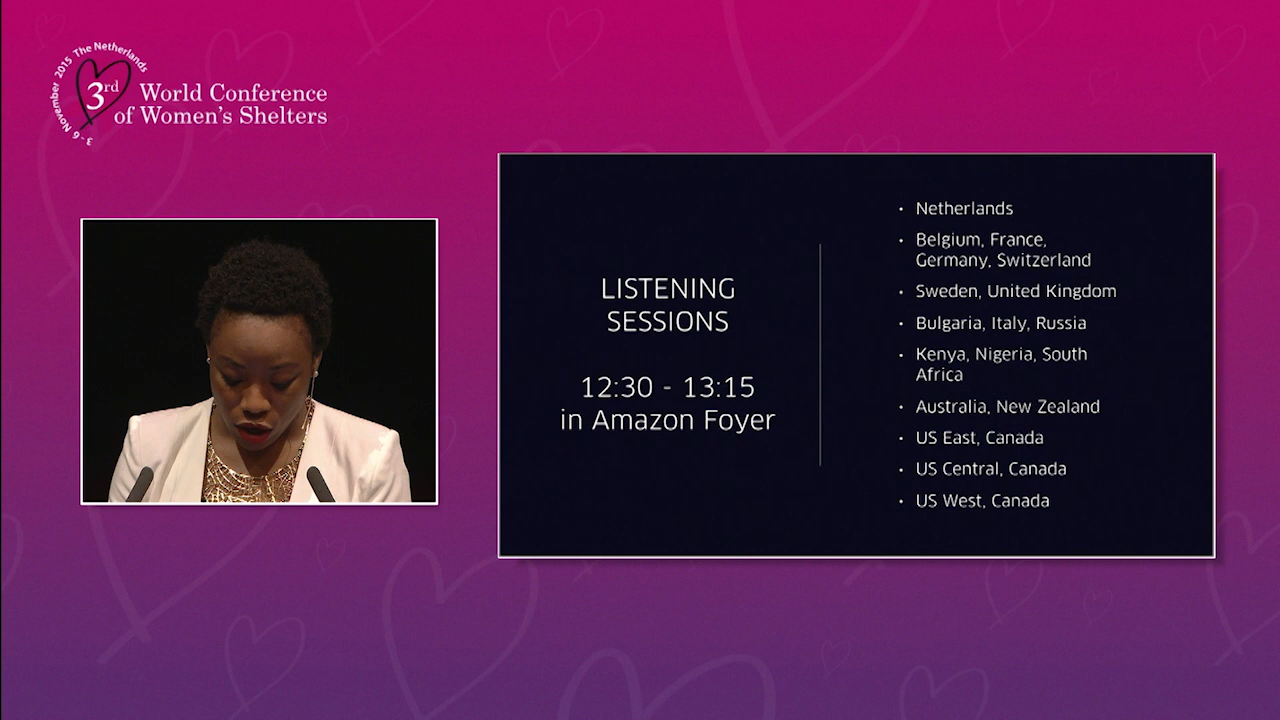 3 - 6 November 2015 The Netherlands
3rd
World Conference
of Women's Shelters
LISTENING
SESSIONS
12:30 - 13:15
in Amazon Foyer
• Netherlands
• Belgium, France,
Germany, Switzerland
• Sweden, United Kingdom
• Bulgaria, Italy, Russia
• Kenya, Nigeria, South
Africa
• Australia, New Zealand
• US East, Canada
• US Central, Canada
• US West, Canada